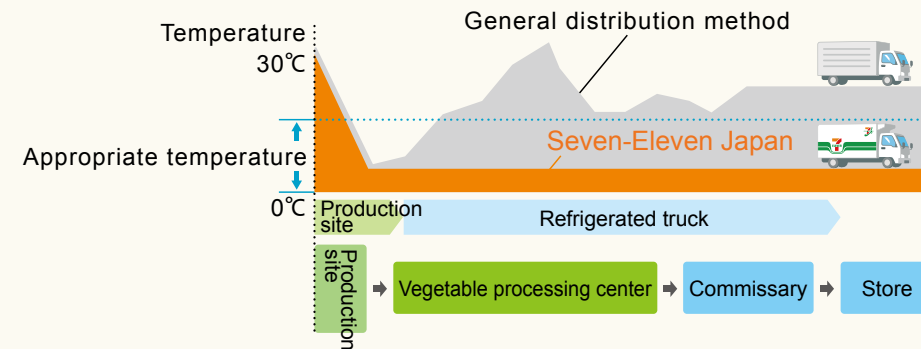 General distribution method
Temperature
30℃
Seven-Eleven Japan
Appropriate temperature
0℃
Production
site
Refrigerated truck
Production
site
Vegetable processing center
Commissary
Store